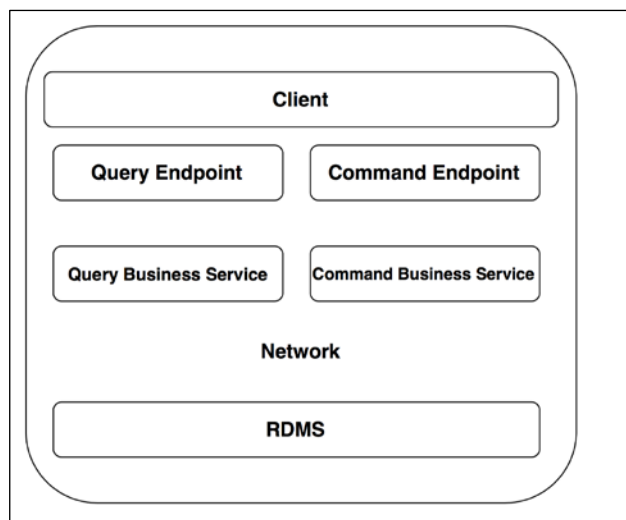 Client
Query Endpoint
Command Endpoint
Query Business Service
Command Business Service
Network
RDMS